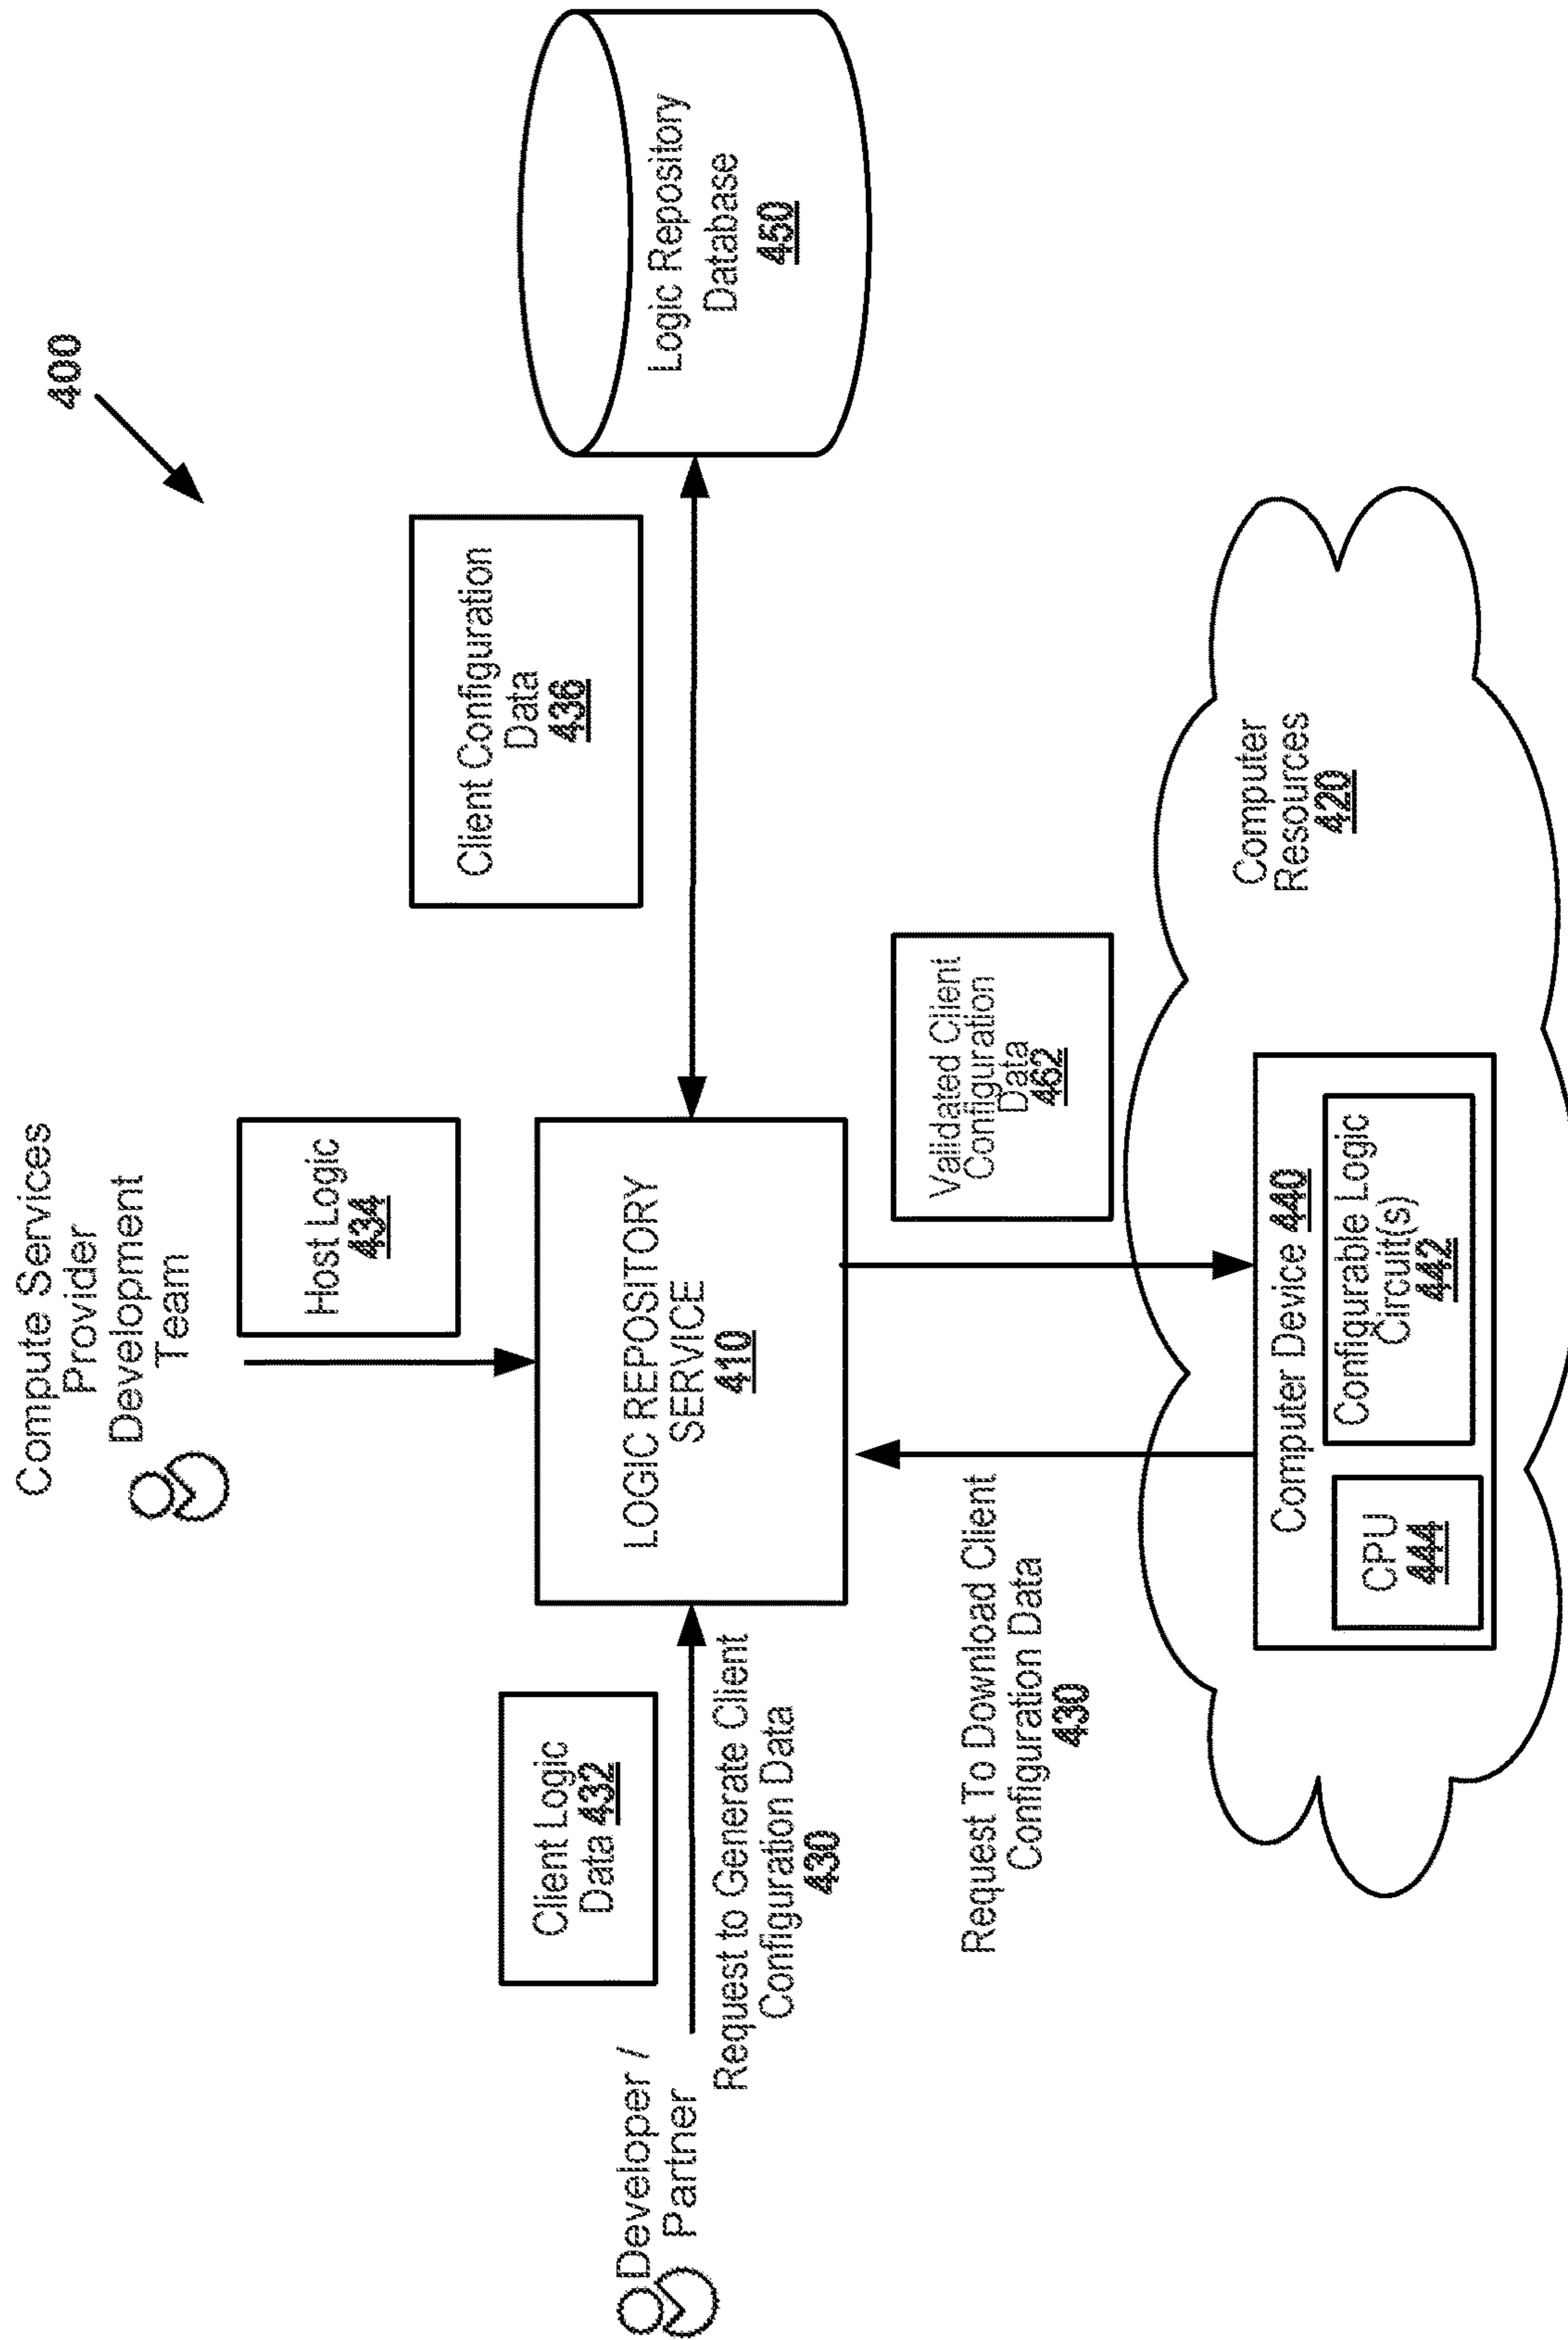 400
Compute Services
Provider
Development
Team
Host Logic
434
Client Configuration
Data
436
Logic Repository
Database
450
Client Logic
Data 432
Developer /
Partner
Request to Generate Client
Configuration Data
430
LOGIC REPOSITORY
SERVICE
410
Validated Client
Configuration
Data
462
Request To Download Client
Configuration Data
430
Computer
Resources
420
Computer Device 440
CPU
444
Configurable Logic
Circuit(s)
442